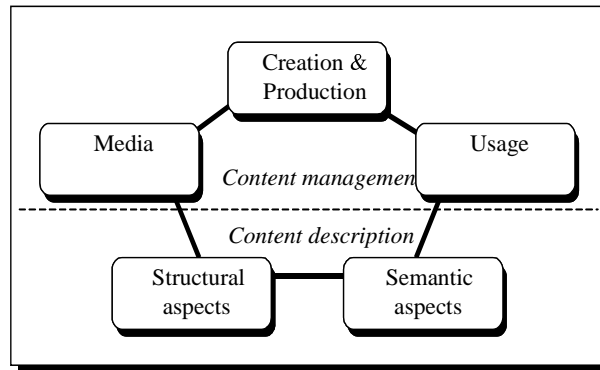 Creation &
Production
Media
Usage
Content managemen
Content description
Structural
aspects
Semantic
aspects